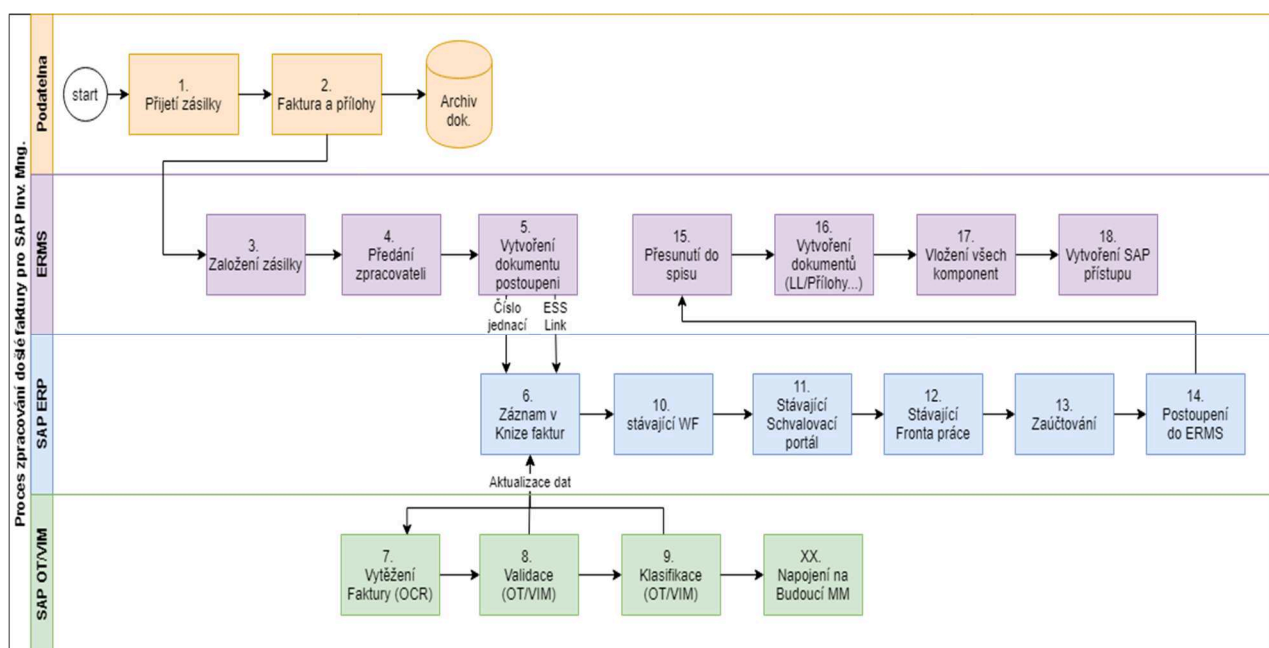 Proces zpracování došlé faktury pro SAP Inv. Mng.
Podatelna
start
1.
Přijetí zásilky
2.
Faktura a přílohy
Archiv
dok.
ERMS
3.
Založení zásilky
4.
Předání
zpracovateli
5.
Vytvoření
dokumentu
postoupení
15.
Přesunutí do
spisu
16.
Vytvoření
dokumentů
(LL/Přílohy...)
17.
Vložení všech
komponent
18.
Vytvoření SAP
přístupu
Číslo
jednací
ESS
Link
SAP ERP
6.
Záznam v
Knize faktur
10.
stávající WF
11.
Stávající
Schvalovací
portál
12.
Stávající
Fronta práce
13.
Zaúčtování
14.
Postoupení
do ERMS
Aktualizace dat
SAP OT/VIM
7.
Vytěžení
Faktury (OCR)
8.
Validace
(OT/VIM)
9.
Klasifikace
(OT/VIM)
XX.
Napojení na
Budoucí MM